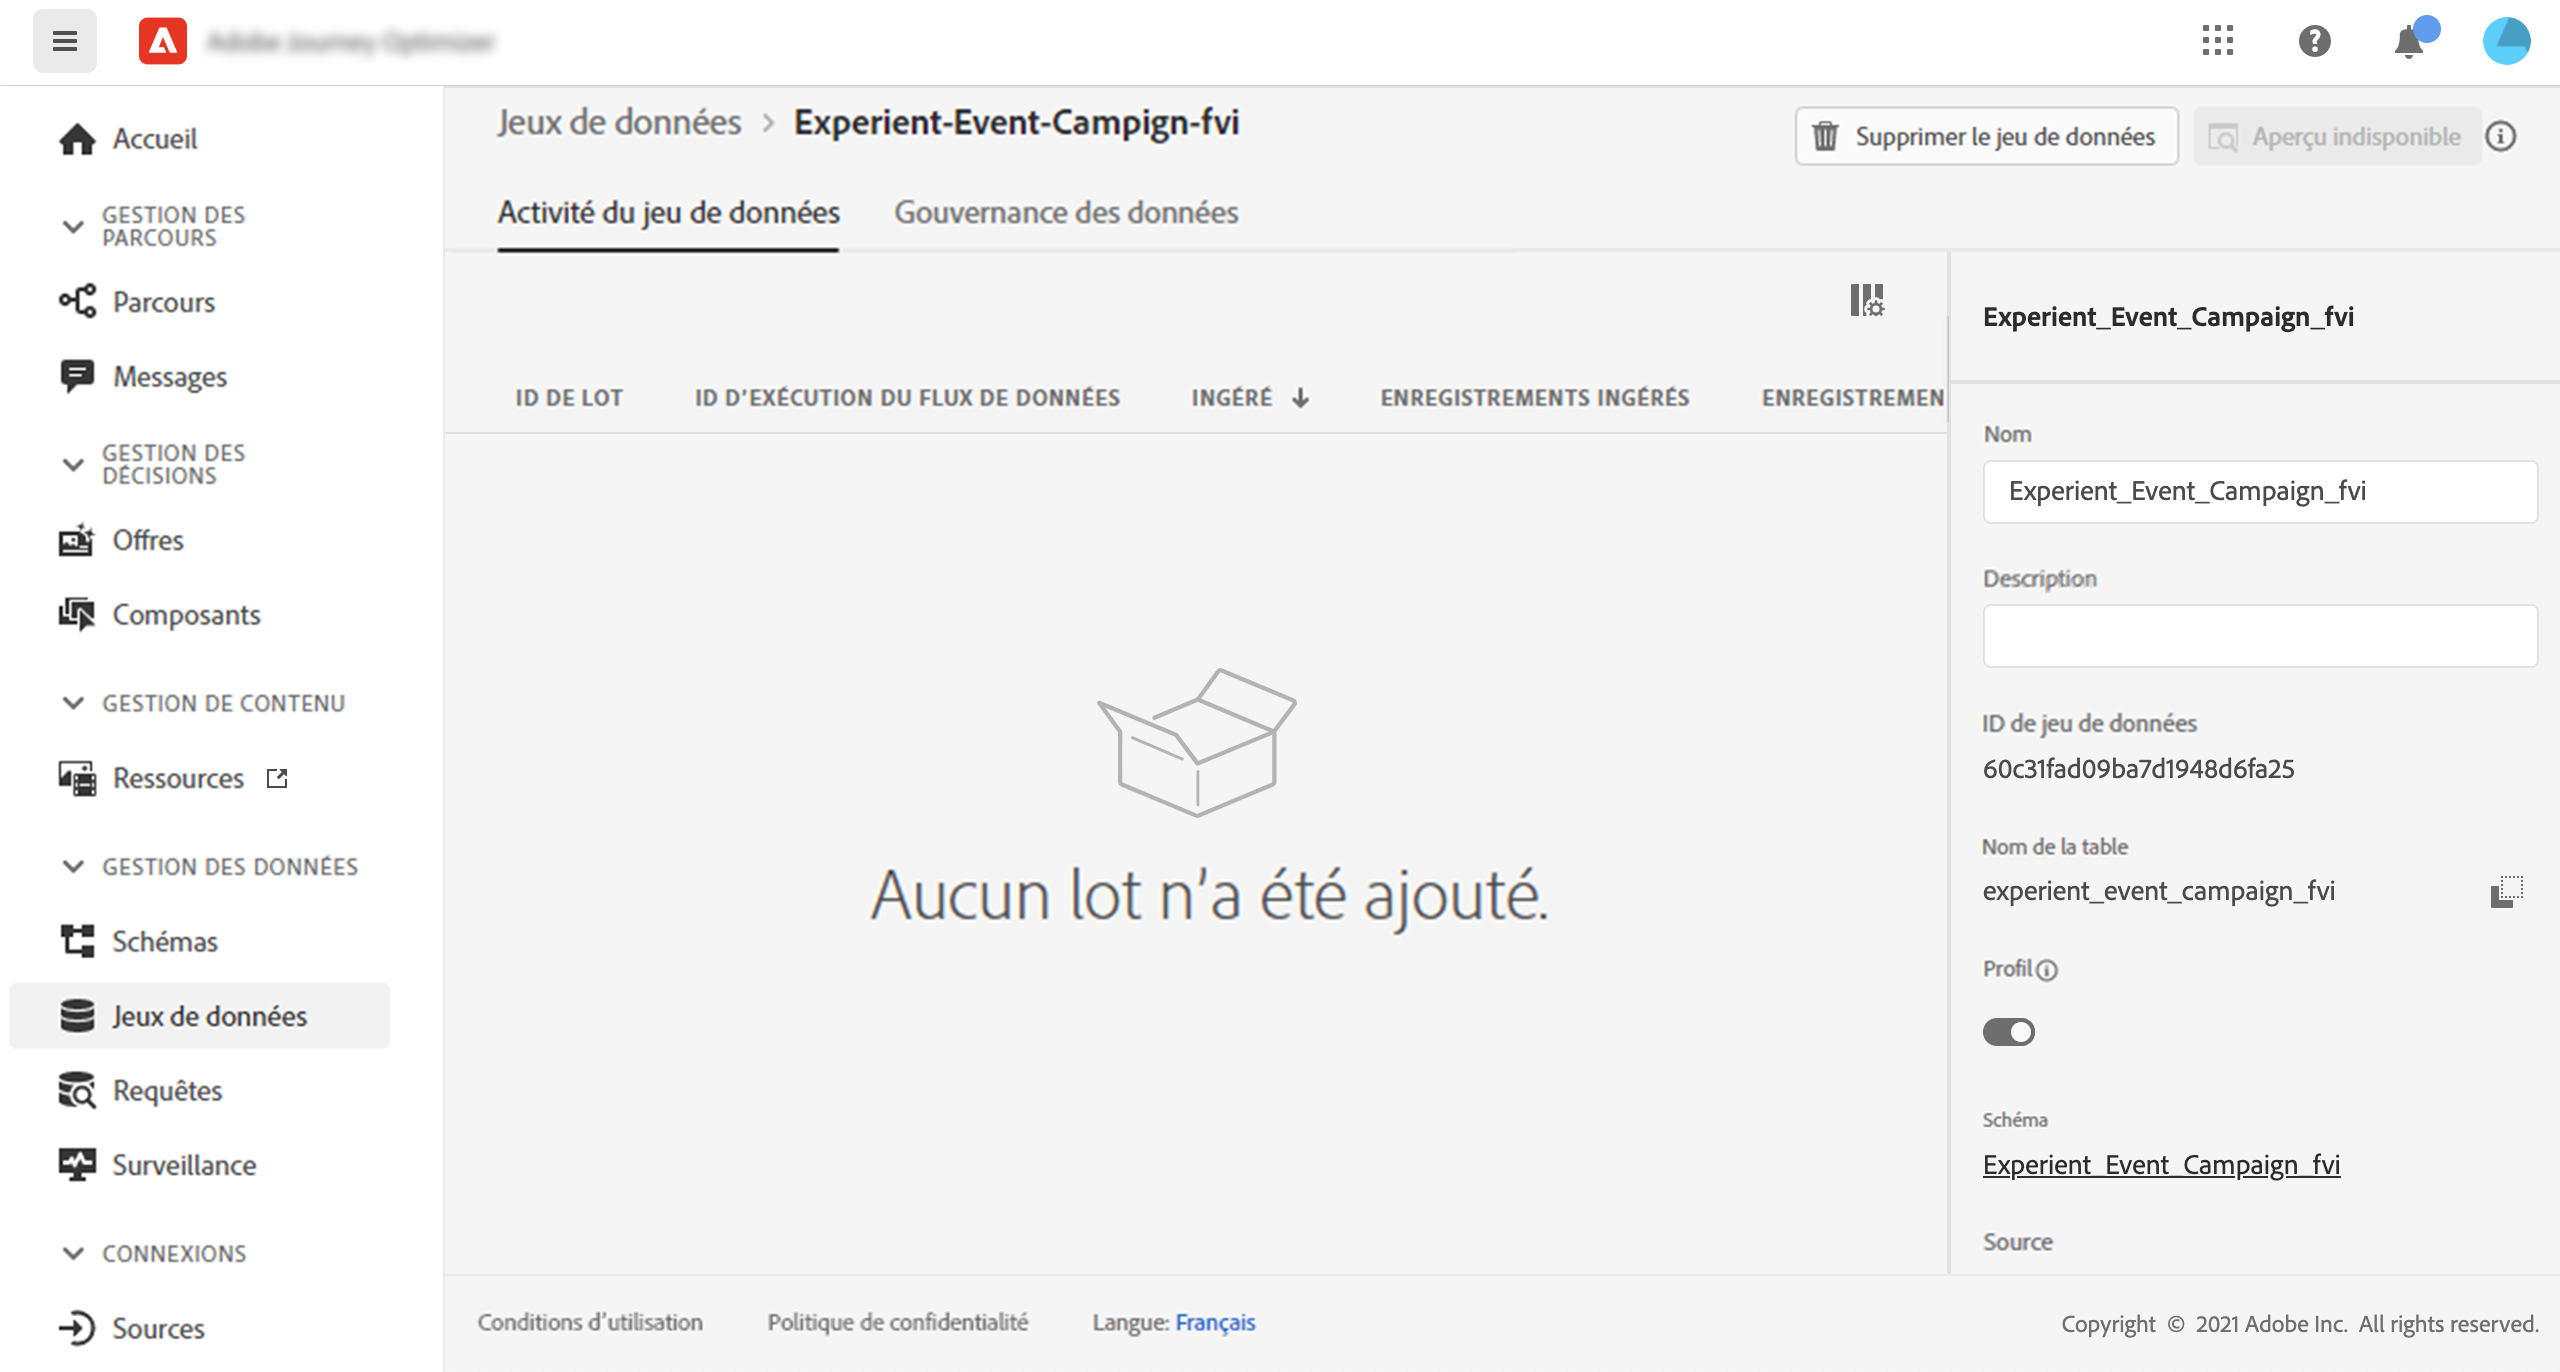 Adobe Journey Optimizer
Jeux de données > Experient-Event-Campign-fvi
Supprimer le jeu de données
Aperçu indisponible
Activité du jeu de données
Gouvernance des données
Accueil
GESTION DES
PARCOURS
Parcours
Messages
GESTION DES
DÉCISIONS
Offres
Composants
GESTION DE CONTENU
Ressources
GESTION DES DONNÉES
Schémas
Jeux de données
Requêtes
Surveillance
CONNEXIONS
Sources
ID DE LOT
ID D'EXÉCUTION DU FLUX DE DONNÉES
INGÉRÉ
ENREGISTREMENTS INGÉRÉS
ENREGISTREMEN
Aucun lot n'a été ajouté.
Experient_Event_Campaign_fvi
Nom
Experient_Event_Campaign_fvi
Description
ID de jeu de données
60c31fad09ba7d1948d6fa25
Nom de la table
experient_event_campaign_fvi
Profil
Schéma
Experient_Event_Campaign_fvi
Source
Conditions d'utilisation
Politique de confidentialité
Langue: Français
Copyright © 2021 Adobe Inc. All rights reserved.